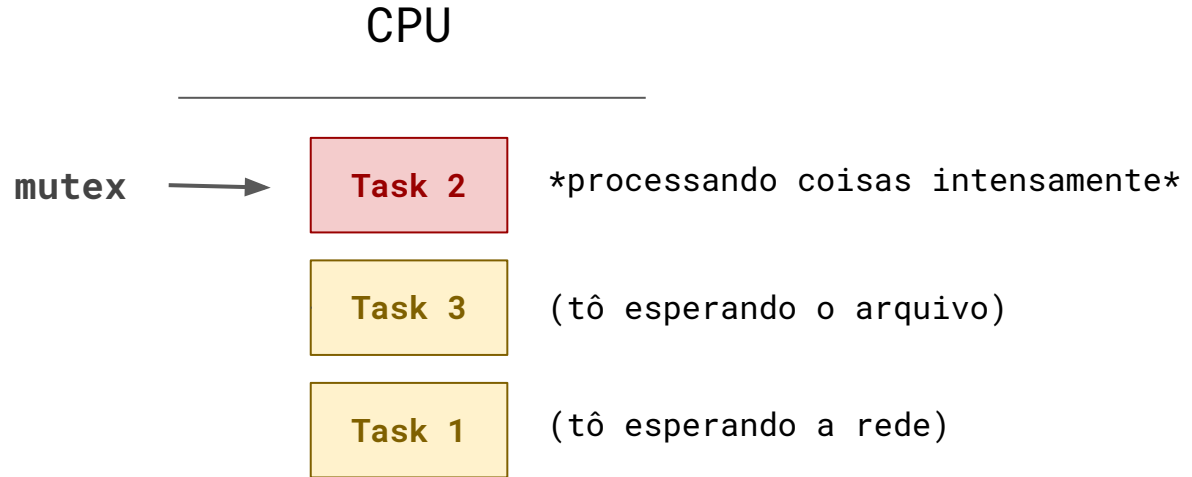 CPU
mutex
Task 2
*processando coisas intensamente*
Task 3
(tô esperando o arquivo)
Task 1
(tô esperando a rede)